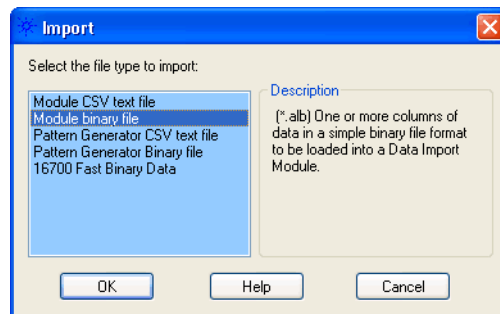 Import
Select the file type to import:
Module CSV text file
Module binary file
Pattern Generator CSV text file
Pattern Generator Binary file
16700 Fast Binary Data
Description
(*.alb) One or more columns of
data in a simple binary file format
to be loaded into a Data Import
Module.
OK
Help
Cancel